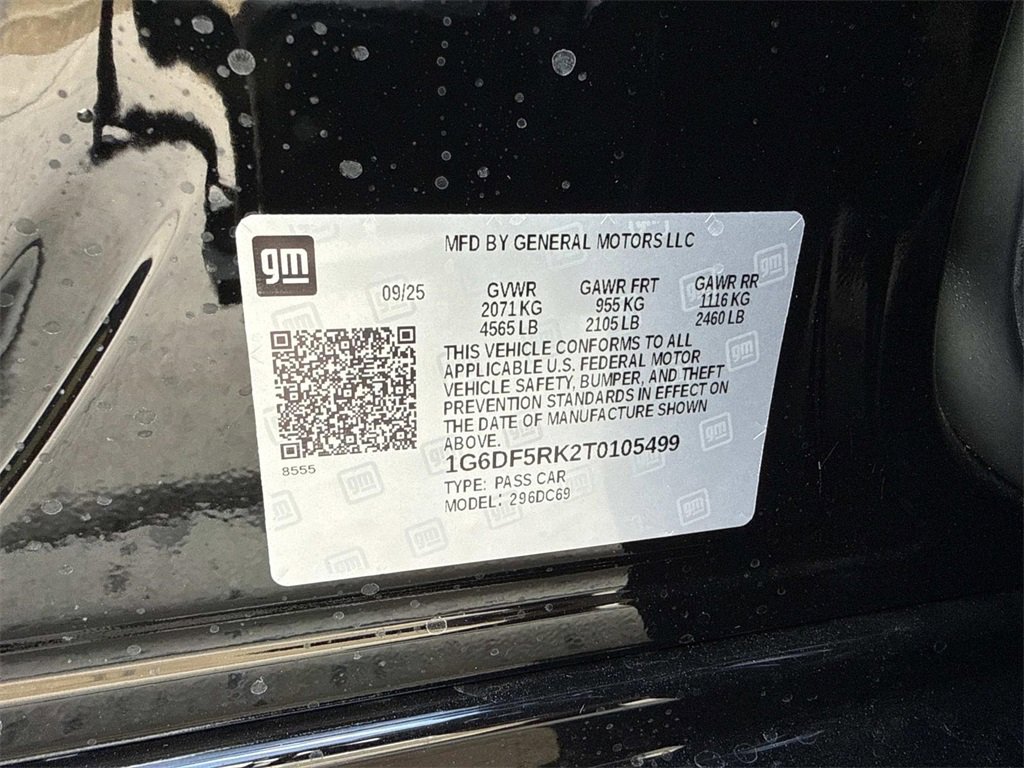 gm
MFD BY GENERAL MOTORS LLC
09/25
GVWR GAWR FRT GAWR RR
2071 KG 955 KG 1116 KG
4565 LB 2105 LB 2460 LB
THIS VEHICLE CONFORMS TO ALL
APPLICABLE U.S. FEDERAL MOTOR
VEHICLE SAFETY, BUMPER, AND THEFT
PREVENTION STANDARDS IN EFFECT ON
THE DATE OF MANUFACTURE SHOWN
ABOVE.
8555
1G6DF5RK2T0105499
TYPE: PASS CAR
MODEL: 296DC69